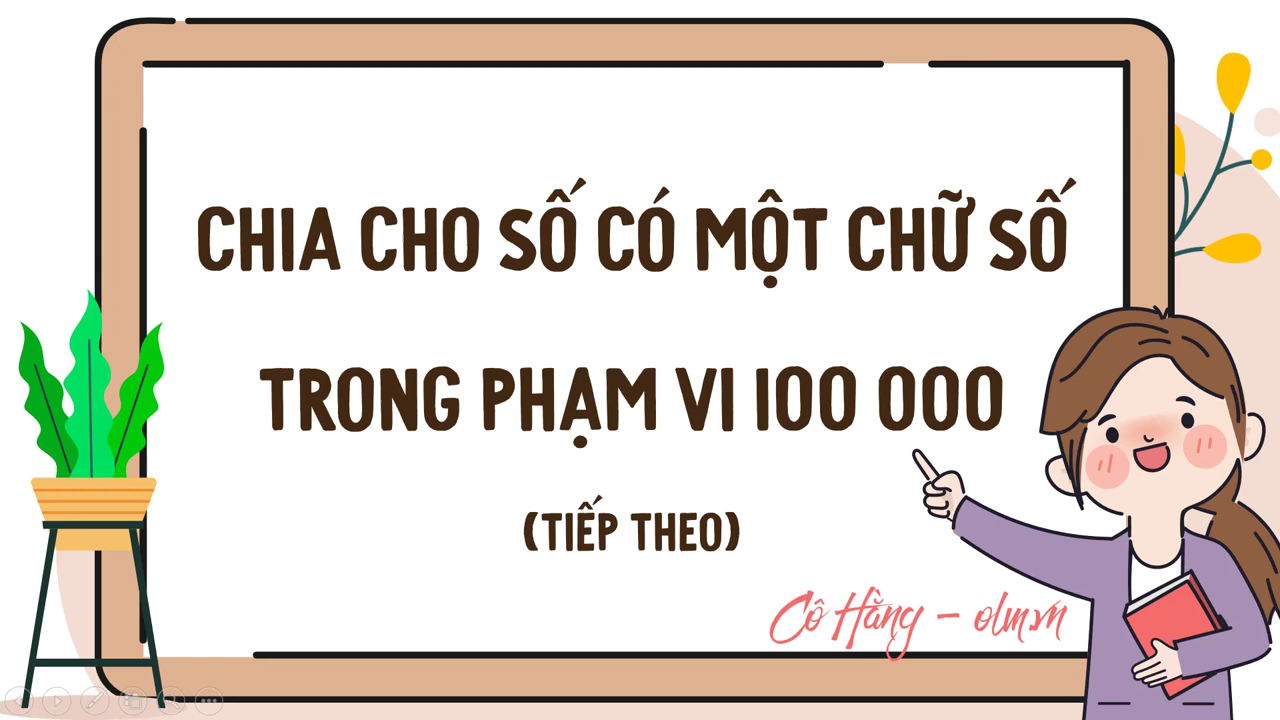 CHIA CHO SỐ CÓ MỘT CHỮ SỐ
TRONG PHẠM VI 100 000
(TIẾP THEO)
Cô Hằng – olm.vn